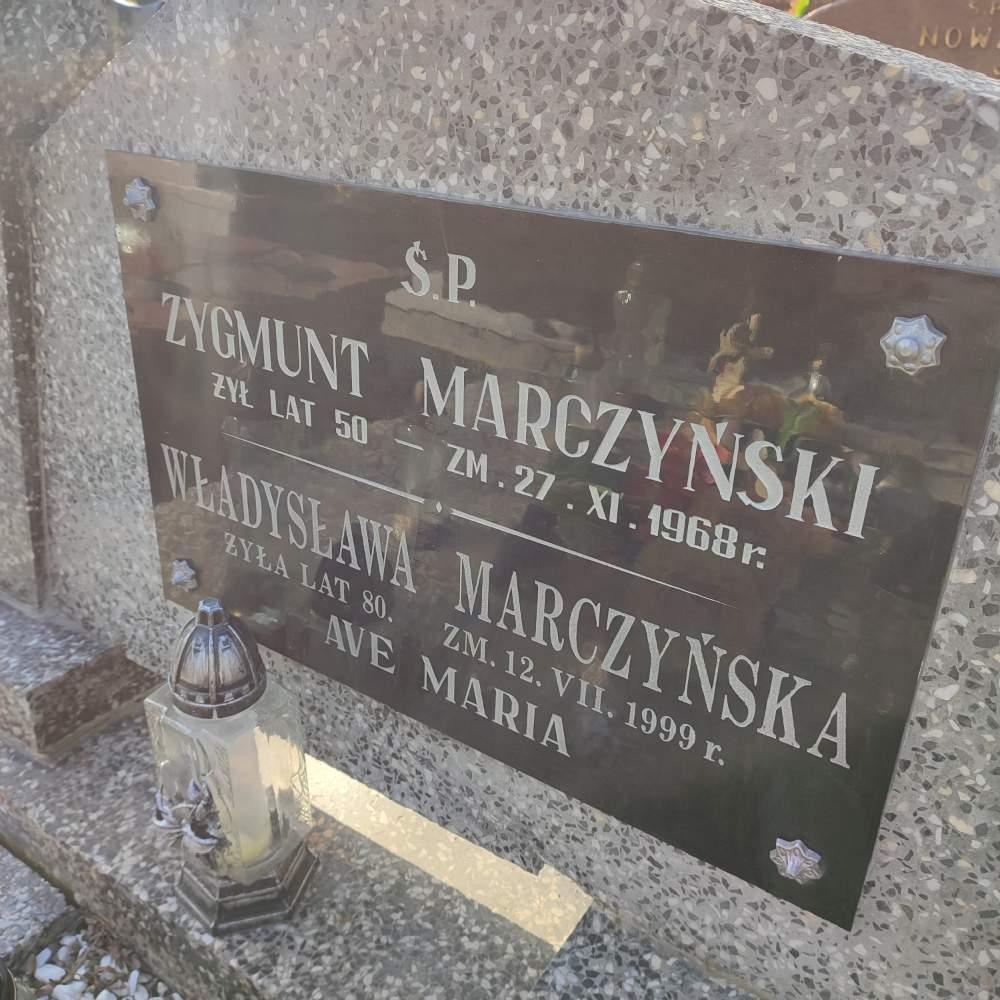 Ś.P.
ZYGMUNT MARCZYŃSKI
ŻYŁ LAT 50 — ZM. 27. XI. 1968 r.
WŁADYSŁAWA MARCZYŃSKA
ŻYŁA LAT 80. ZM. 12. VII. 1999 r.
AVE MARIA